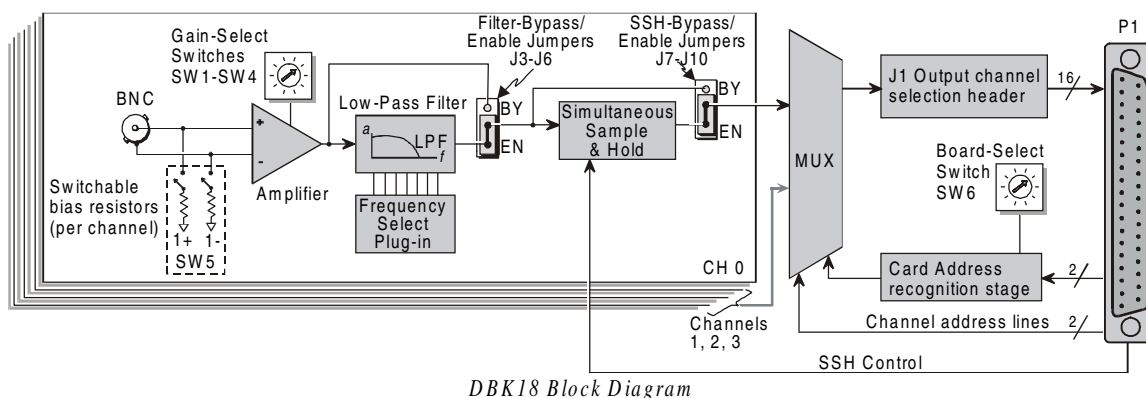 Filter-Bypass/
Enable Jumpers
J3-J6
SSH-Bypass/
Enable Jumpers
J7-J10
P1
Gain-Select
Switches
SW1-SW4
BNC
Low-Pass Filter
BY
EN
BY
EN
J1 Output channel
selection header
16
+
-
a
LPF
f
Simultaneous
Sample
& Hold
MUX
Board-Select
Switch
SW6
Amplifier
Switchable
bias resistors
(per channel)
1+ 1-
SW5
Frequency
Select
Plug-in
CH 0
Card Address
recognition stage
2
Channels
1, 2, 3
Channel address lines
2
SSH Control
DBK18 Block Diagram